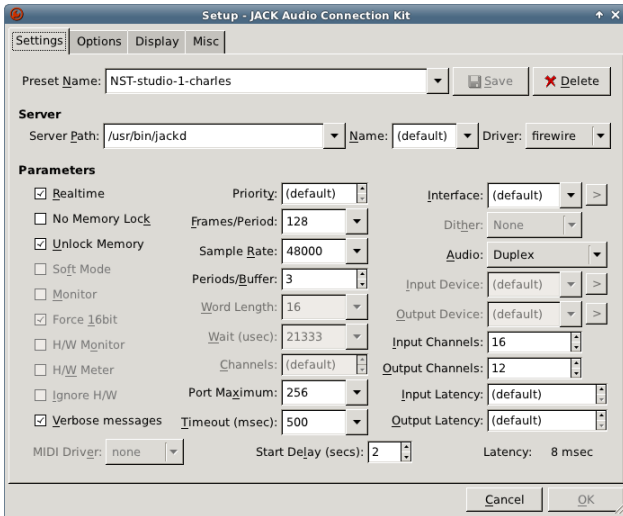 Setup - JACK Audio Connection Kit
Settings Options Display Misc
Preset Name: NST-studio-1-charles Save Delete
Server
Server Path: /usr/bin/jackd Name: (default) Driver: firewire
Parameters
Realtime Priority: (default) Interface: (default) >
No Memory Lock Frames/Period: 128 Dither: None
Unlock Memory Sample Rate: 48000 Audio: Duplex
Soft Mode Periods/Buffer: 3 Input Device: (default) >
Monitor Word Length: 16 Output Device: (default) >
Force 16bit Wait (usec): 21333 Input Channels: 16
H/W Monitor Channels: (default) Output Channels: 12
H/W Meter Port Maximum: 256 Input Latency: (default)
Ignore H/W Timeout (msec): 500 Output Latency: (default)
Verbose messages
MIDI Driver: none Start Delay (secs): 2 Latency: 8 msec
Cancel OK